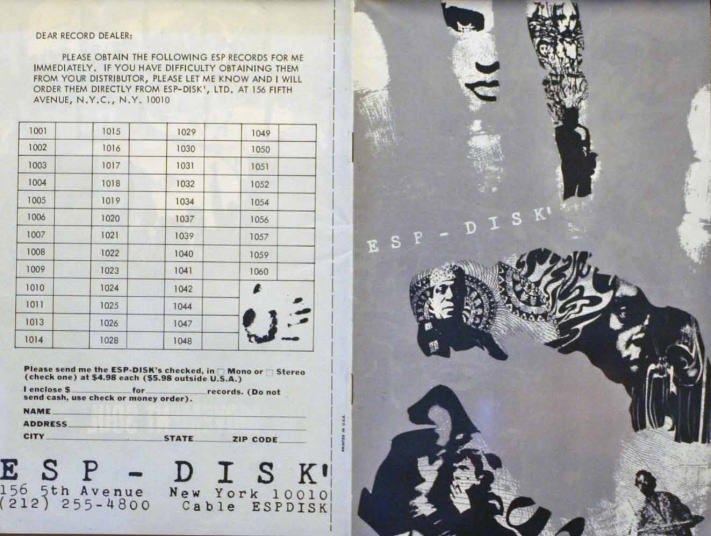 DEAR RECORD DEALER:
PLEASE OBTAIN THE FOLLOWING ESP RECORDS FOR ME
IMMEDIATELY. IF YOU HAVE DIFFICULTY OBTAINING THEM
FROM YOUR DISTRIBUTOR, PLEASE LET ME KNOW AND I WILL
ORDER THEM DIRECTLY FROM ESP-DISK', LTD. AT 156 FIFTH
AVENUE, N.Y.C., N.Y. 10010
1001 1015 1029 1049
1002 1016 1030 1050
1003 1017 1031 1051
1004 1018 1032 1052
1005 1019 1034 1054
1006 1020 1037 1056
1007 1021 1039 1057
1008 1022 1040 1059
1009 1023 1041 1060
1010 1024 1042
1011 1025 1044
1013 1026 1047
1014 1028 1048
Please send me the ESP-DISK's checked, in Mono or Stereo
(check one) at $4.98 each ($5.98 outside U.S.A.)
I enclose $ for records. (Do not
send cash, use check or money order).
NAME
ADDRESS
CITY STATE ZIP CODE
ESP-DISK'
156 5th Avenue New York 10010
(212) 255-4800 Cable ESPDISK
PRINTED IN U.S.A.
ESP-DISK'